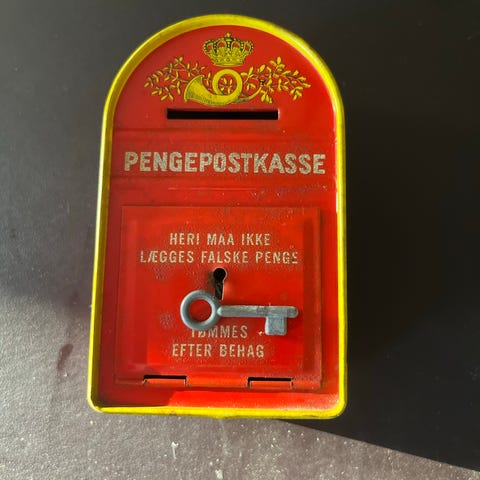 PENGEPOSTKASSE
HERI MAA IKKE
LÆGGES FALSKE PENGE
TØMMES
EFTER BEHAG